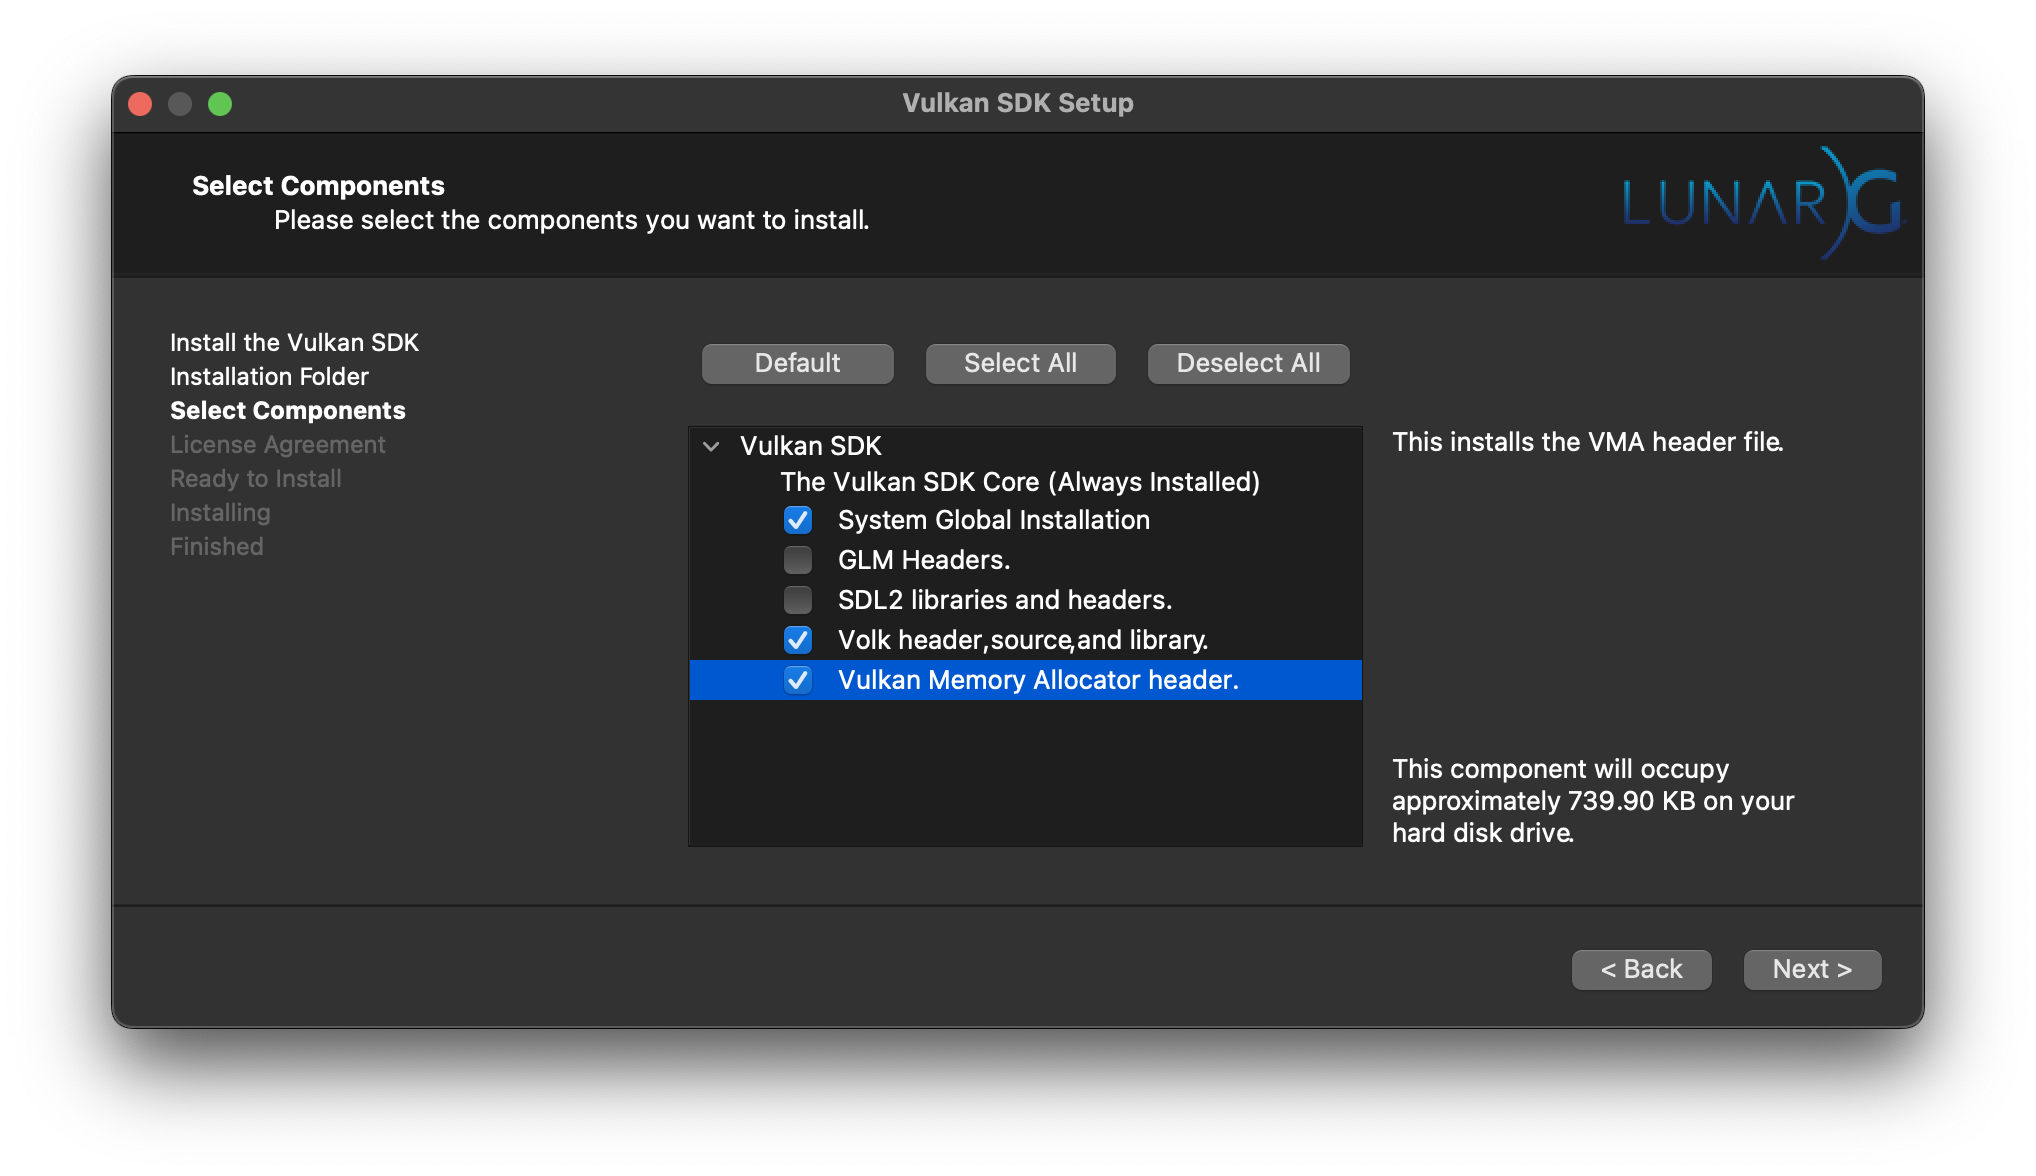 Vulkan SDK Setup
Select Components
Please select the components you want to install.
LUNAR)G
Install the Vulkan SDK
Installation Folder
Select Components
License Agreement
Ready to Install
Installing
Finished
Default
Select All
Deselect All
Vulkan SDK
The Vulkan SDK Core (Always Installed)
System Global Installation
GLM Headers.
SDL2 libraries and headers.
Volk header,source,and library.
Vulkan Memory Allocator header.
This installs the VMA header file.
This component will occupy
approximately 739.90 KB on your
hard disk drive.
< Back
Next >